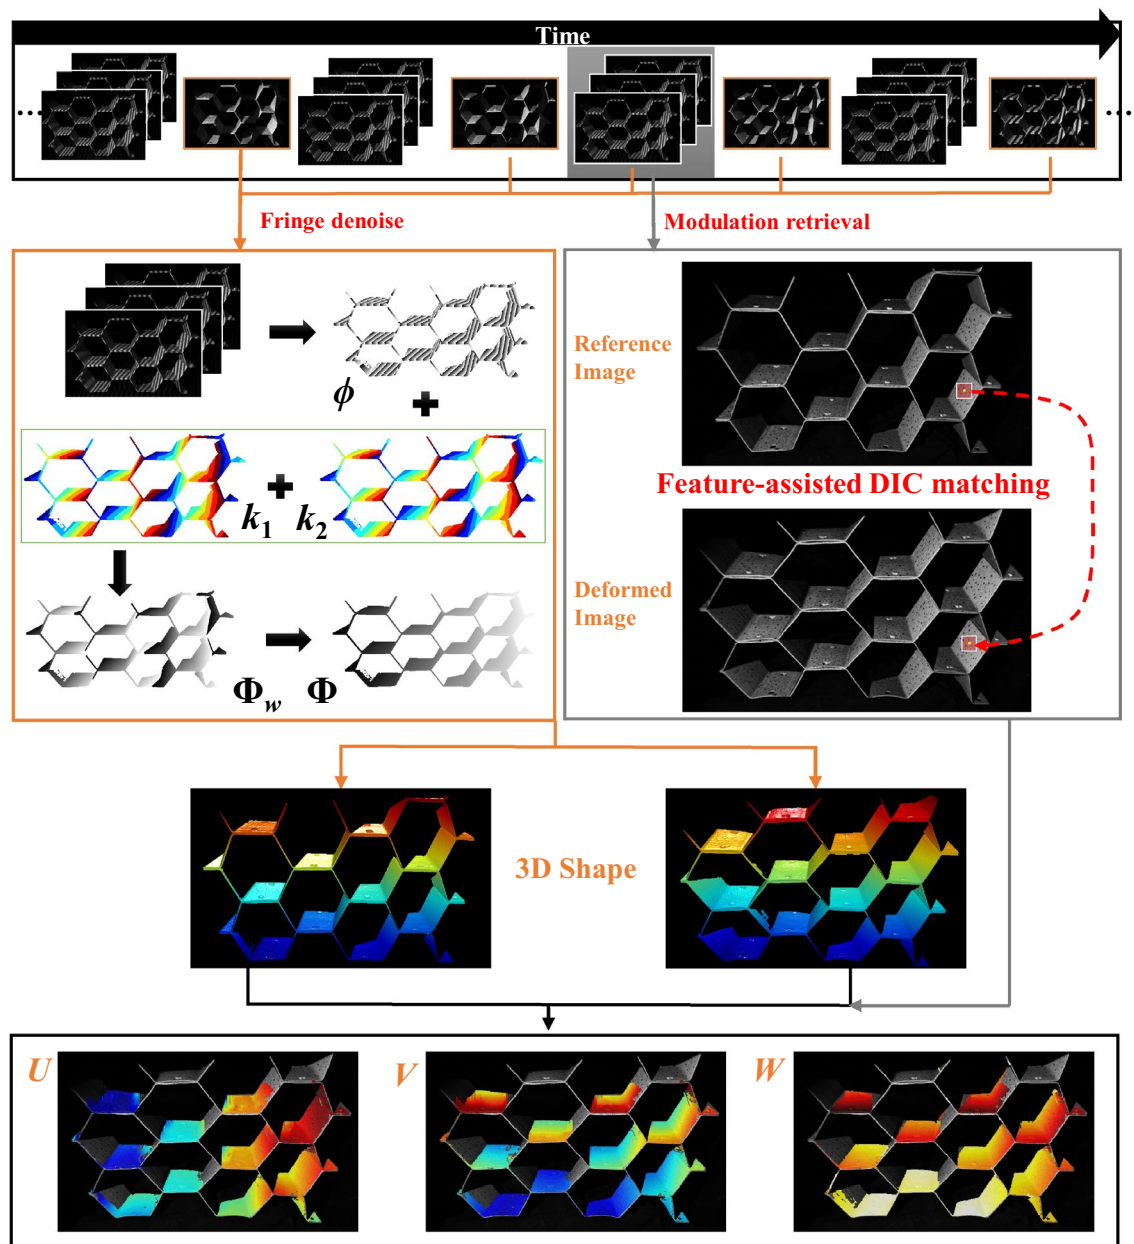 Time
...
...
Fringe denoise
Modulation retrieval
ϕ
k1
k2
Φw
Φ
Reference
Image
Feature-assisted DIC matching
Deformed
Image
3D Shape
U
V
W